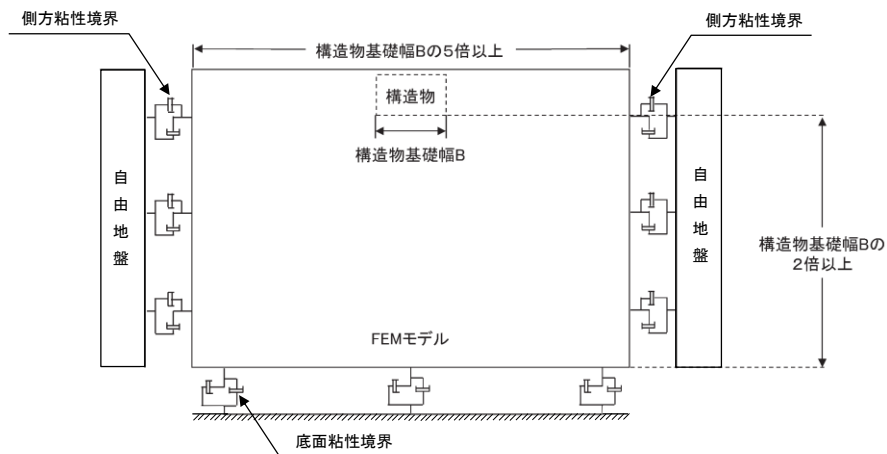 側方粘性境界
側方粘性境界
構造物基礎幅Bの5倍以上
構造物
構造物基礎幅B
自由地盤
自由地盤
構造物基礎幅Bの
2倍以上
FEMモデル
底面粘性境界